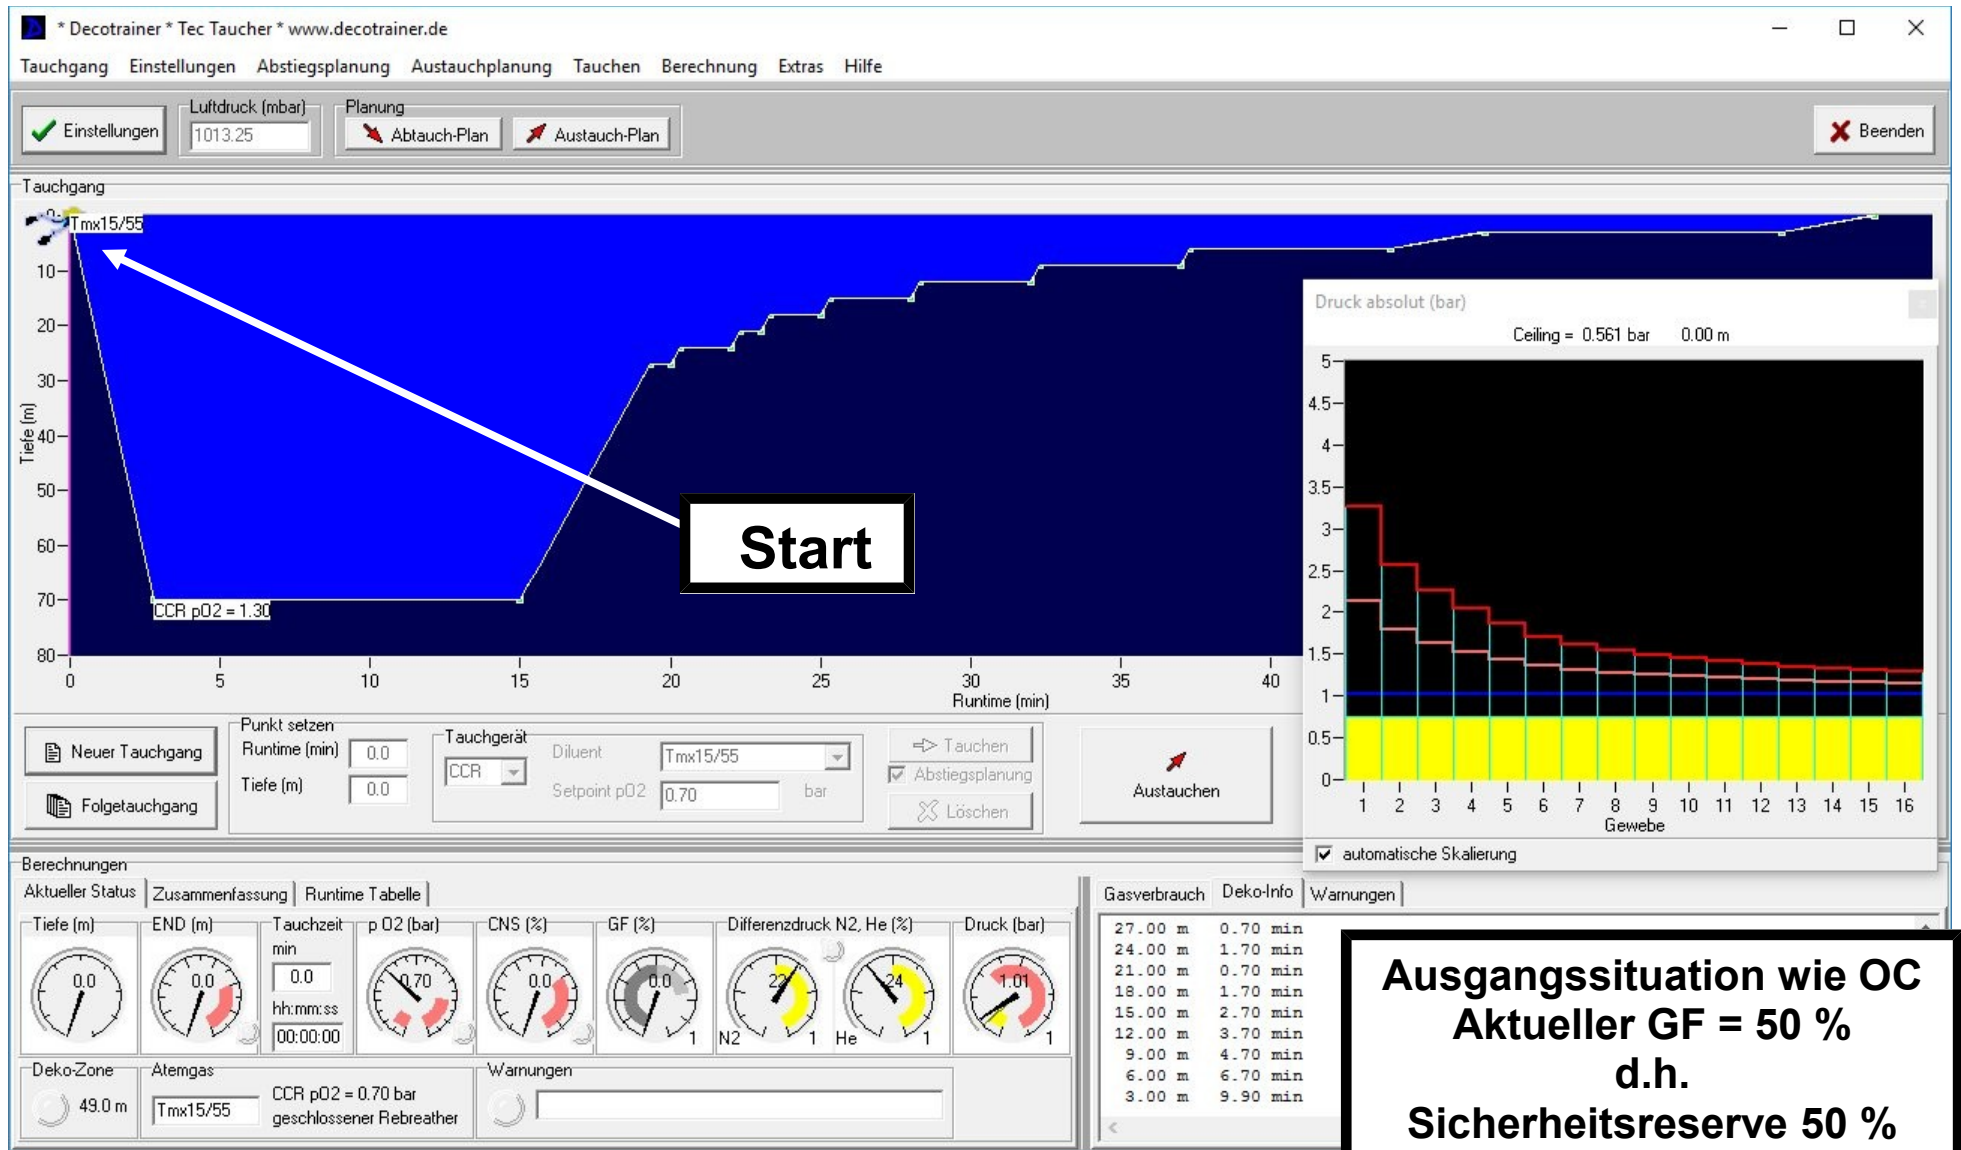 * Decotrainer * Tec Taucher * www.decotrainer.de
Tauchgang Einstellungen Abstiegsplanung Austauchplanung Tauchen Berechnung Extras Hilfe
Einstellungen
Luftdruck (mbar)
1013.25
Planung
Abtauch-Plan
Austauch-Plan
Beenden
Tauchgang
Tmx15/55
0
10
20
30
40
50
60
70
80
Tiefe (m)
CCR pO2 = 1.30
Start
0 5 10 15 20 25 30 35 40
Runtime (min)
Druck absolut (bar)
Ceiling = 0.561 bar 0.00 m
5
4.5
4
3.5
3
2.5
2
1.5
1
0.5
0
1 2 3 4 5 6 7 8 9 10 11 12 13 14 15 16
Gewebe
automatische Skalierung
Neuer Tauchgang
Folgetauchgang
Punkt setzen
Runtime (min) 0.0
Tiefe (m) 0.0
Tauchgerät
CCR
Diluent Tmx15/55
Setpoint pO2 0.70 bar
Tauchen
Abstiegsplanung
Löschen
Austauchen
Berechnungen
Aktueller Status Zusammenfassung Runtime Tabelle
Tiefe (m)
0.0
END (m)
0.0
Tauchzeit
min
0.0
hh:mm:ss
00:00:00
p O2 (bar)
0.70
CNS (%)
0.0
GF (%)
0.0
1
Differenzdruck N2, He (%)
22
N2 1
24
He 1
Druck (bar)
1.01
1
Deko-Zone
49.0 m
Atemgas
Tmx15/55
CCR pO2 = 0.70 bar
geschlossener Rebreather
Warnungen
Gasverbrauch Deko-Info Warnungen
27.00 m 0.70 min
24.00 m 1.70 min
21.00 m 0.70 min
18.00 m 1.70 min
15.00 m 2.70 min
12.00 m 3.70 min
9.00 m 4.70 min
6.00 m 6.70 min
3.00 m 9.90 min
Ausgangssituation wie OC
Aktueller GF = 50 %
d.h.
Sicherheitsreserve 50 %